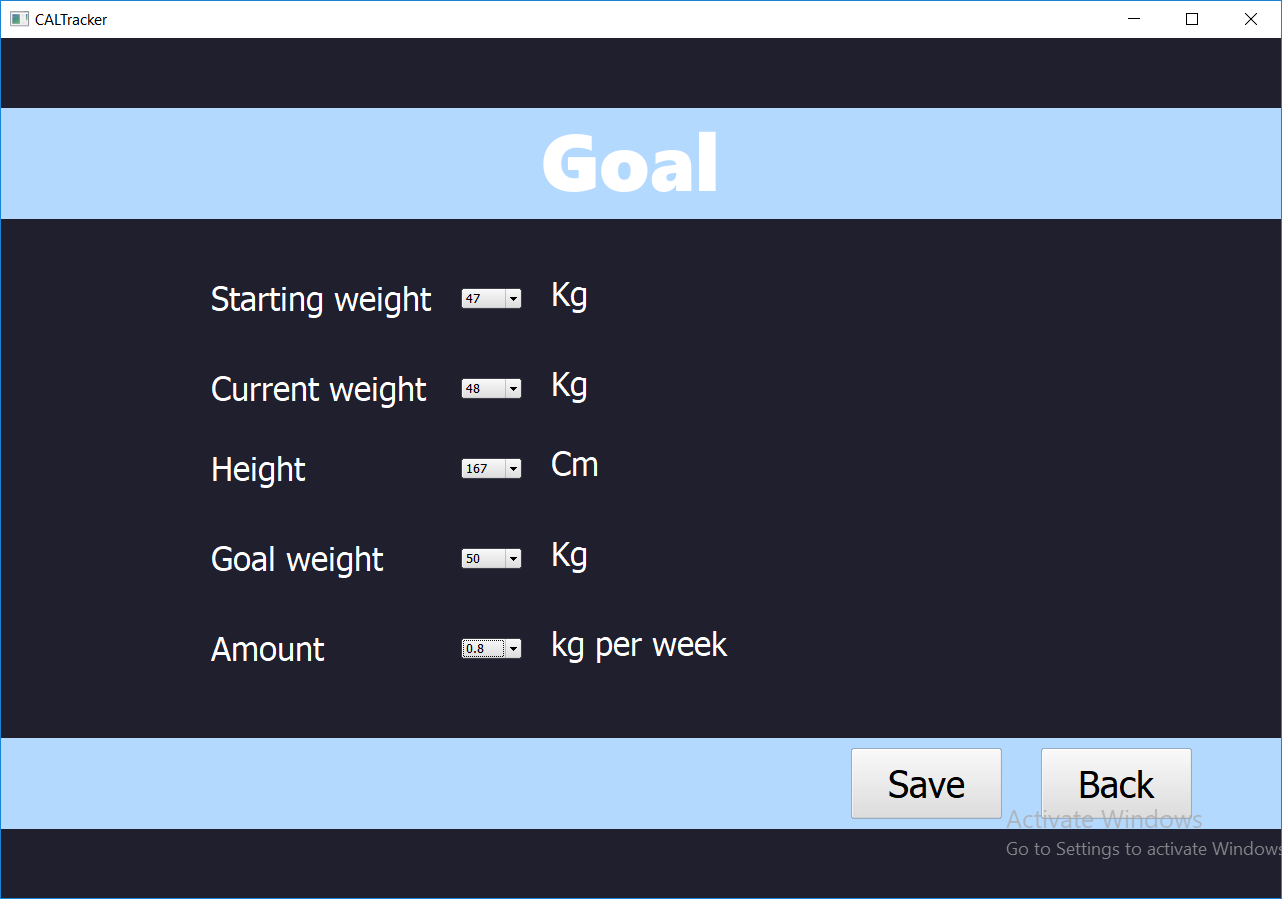 CALTracker
Goal
Starting weight 47 Kg
Current weight 48 Kg
Height 167 Cm
Goal weight 50 Kg
Amount 0.8 kg per week
Save Back
Activate Windows
Go to Settings to activate Windows